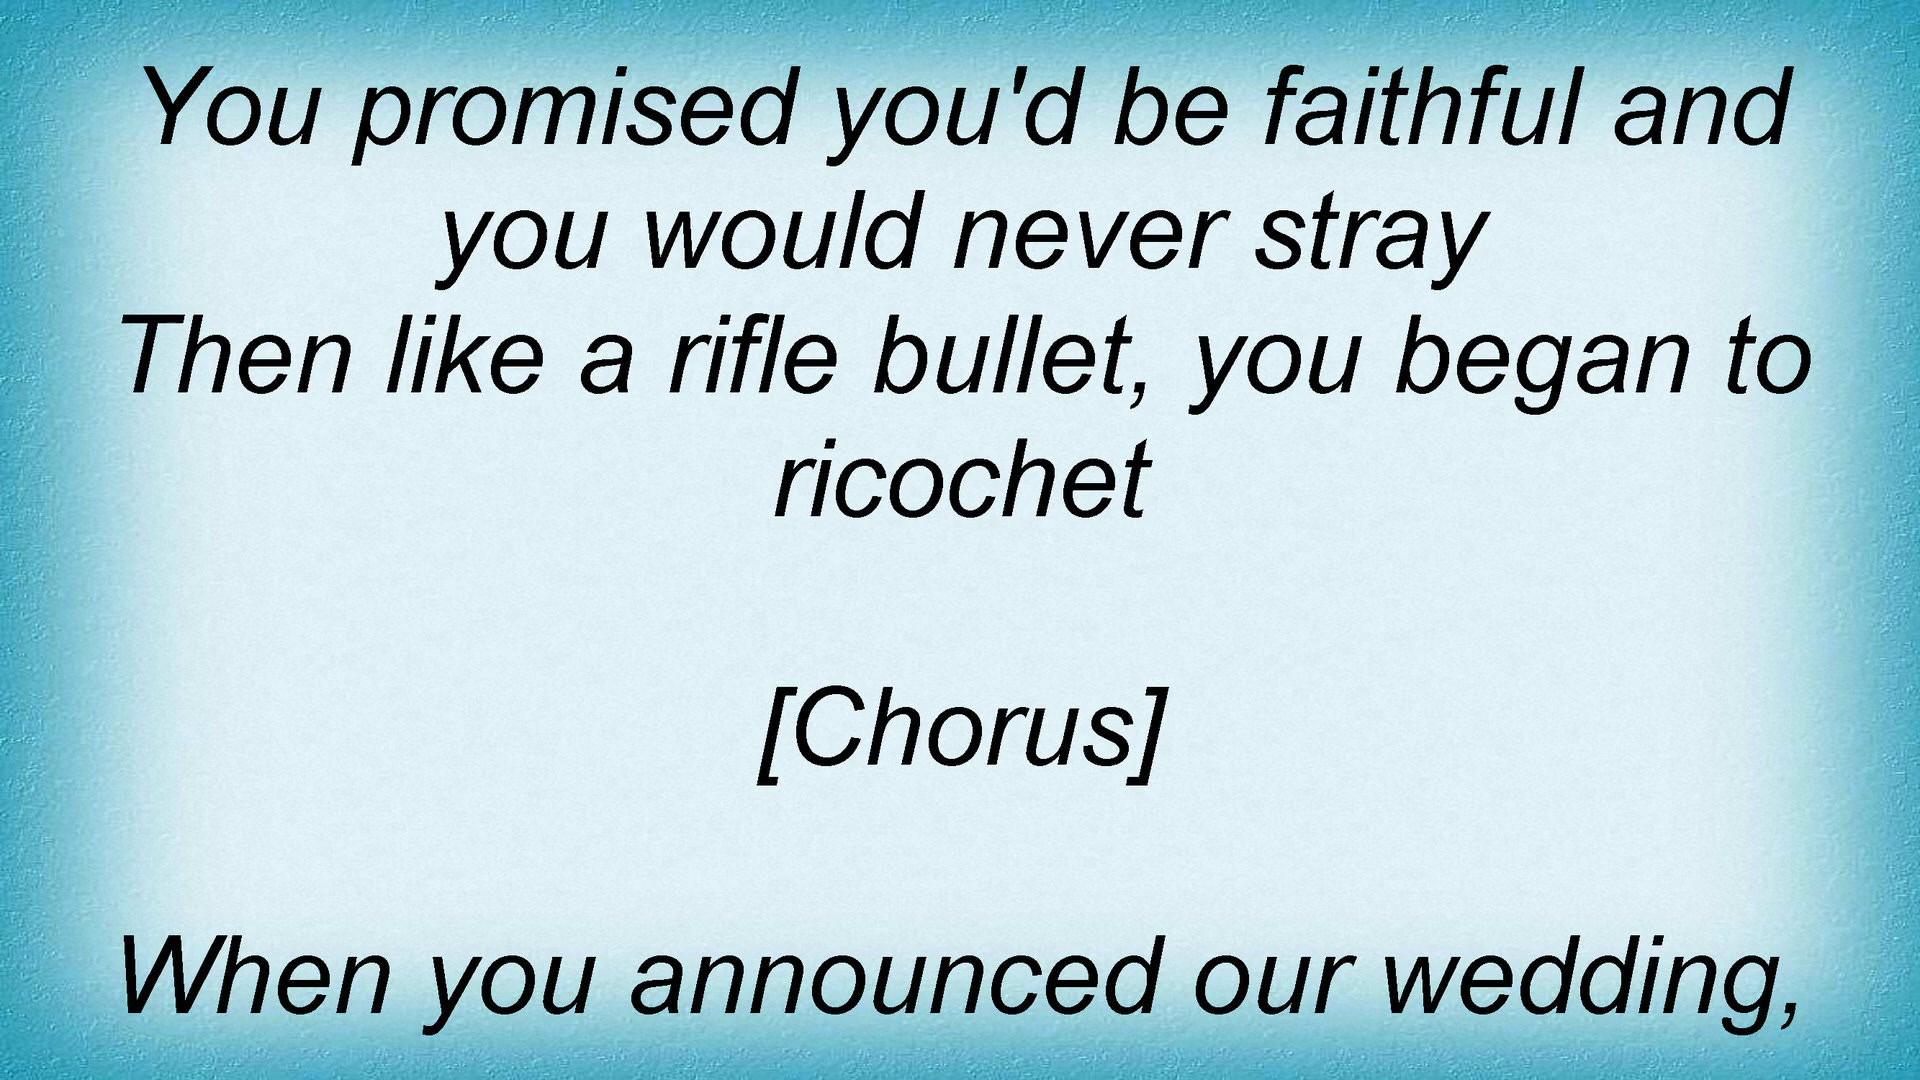 You promised you'd be faithful and
you would never stray
Then like a rifle bullet, you began to
ricochet
[Chorus]
When you announced our wedding,